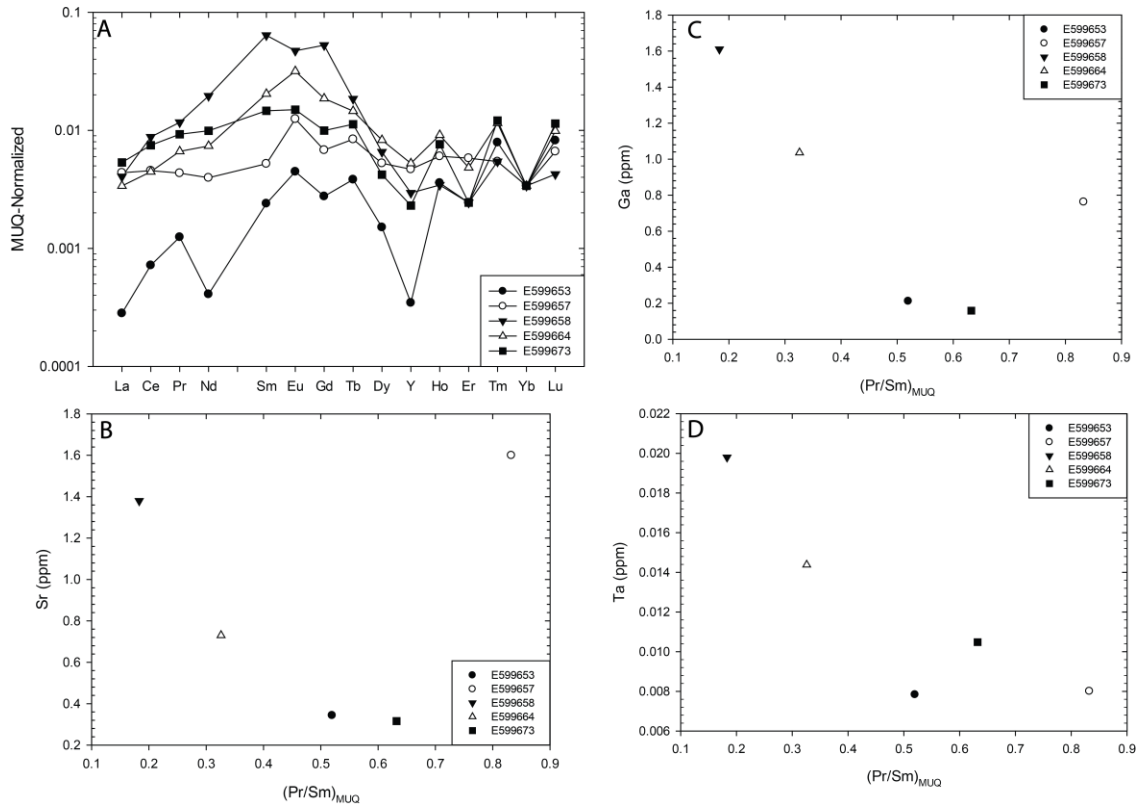 A
0.1
0.01
0.001
0.0001
MUQ-Normalized
La Ce Pr Nd Sm Eu Gd Tb Dy Y Ho Er Tm Yb Lu
E599653
E599657
E599658
E599664
E599673
B
1.8
1.6
1.4
1.2
1.0
0.8
0.6
0.4
0.2
Sr (ppm)
0.1 0.2 0.3 0.4 0.5 0.6 0.7 0.8 0.9
(Pr/Sm)MUQ
E599653
E599657
E599658
E599664
E599673
C
1.8
1.6
1.4
1.2
1.0
0.8
0.6
0.4
0.2
0.0
Ga (ppm)
0.1 0.2 0.3 0.4 0.5 0.6 0.7 0.8 0.9
(Pr/Sm)MUQ
E599653
E599657
E599658
E599664
E599673
D
0.022
0.020
0.018
0.016
0.014
0.012
0.010
0.008
0.006
Ta (ppm)
0.1 0.2 0.3 0.4 0.5 0.6 0.7 0.8 0.9
(Pr/Sm)MUQ
E599653
E599657
E599658
E599664
E599673